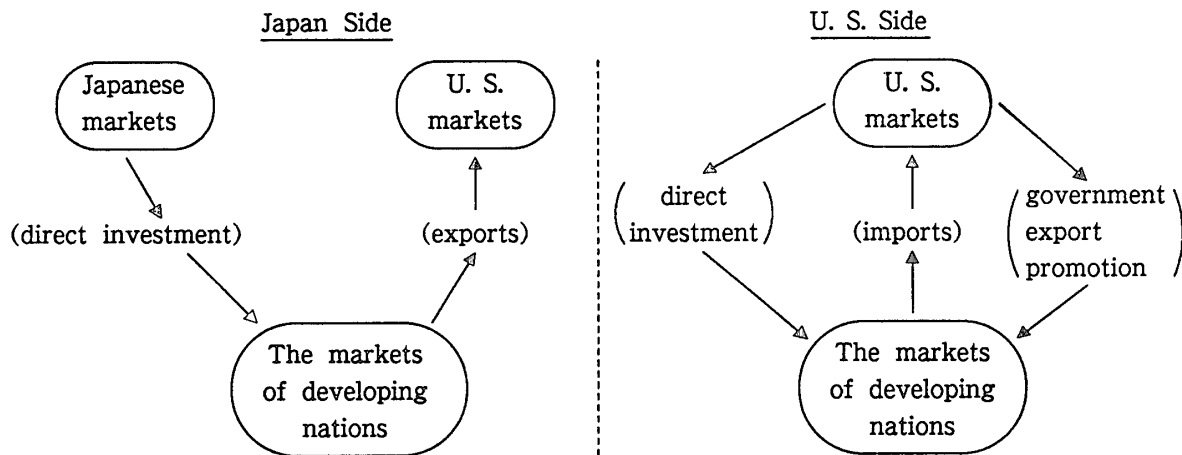 Japan Side
Japanese
markets
U. S.
markets
(direct investment)
(exports)
The markets
of developing
nations
U. S. Side
U. S.
markets
(direct
investment)
(imports)
(government
export
promotion)
The markets
of developing
nations